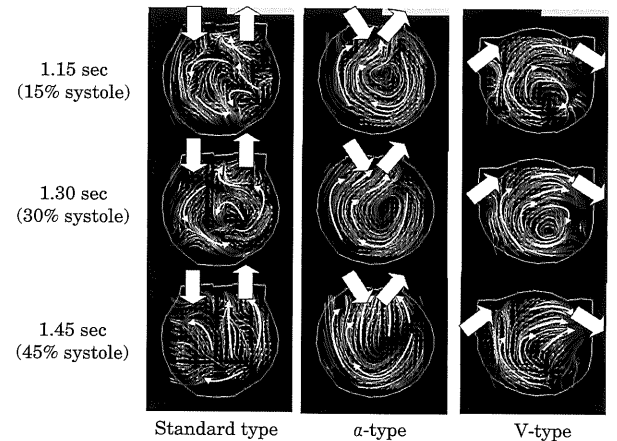 1.15 sec
(15% systole)
1.30 sec
(30% systole)
1.45 sec
(45% systole)
Standard type
α-type
V-type